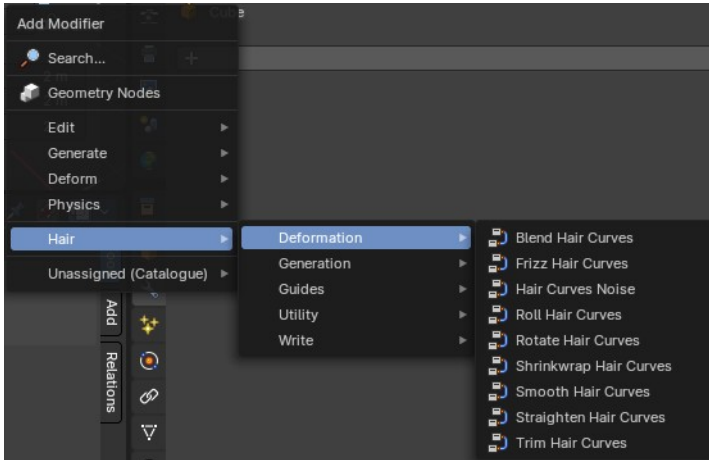 Cube
Add Modifier
Search...
Geometry Nodes
Edit
Generate
Deform
Physics
Hair
Unassigned (Catalogue)
Deformation
Generation
Guides
Utility
Write
Blend Hair Curves
Frizz Hair Curves
Hair Curves Noise
Roll Hair Curves
Rotate Hair Curves
Shrinkwrap Hair Curves
Smooth Hair Curves
Straighten Hair Curves
Trim Hair Curves
Add
Relations